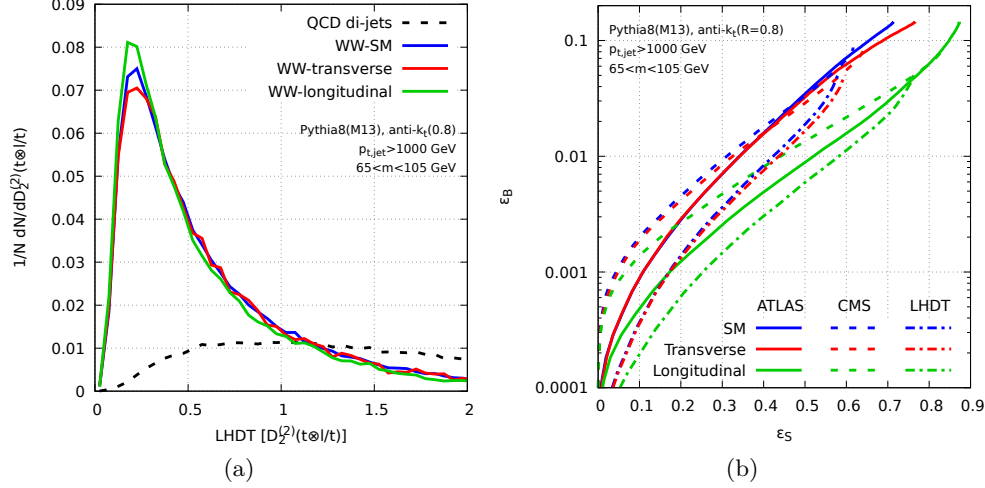 0.09
0.08
0.07
0.06
0.05
0.04
0.03
0.02
0.01
0
1/N dN/dD₂⁽²⁾(t⊗l/t)
QCD di-jets
WW-SM
WW-transverse
WW-longitudinal
Pythia8(M13), anti-kₜ(0.8)
pₜ,jet>1000 GeV
65<m<105 GeV
0 0.5 1 1.5 2
LHDT [D₂⁽²⁾(t⊗l/t)]
(a)
0.1
0.01
0.001
0.0001
ε_B
Pythia8(M13), anti-kₜ(R=0.8)
pₜ,jet>1000 GeV
65<m<105 GeV
ATLAS CMS LHDT
SM
Transverse
Longitudinal
0 0.1 0.2 0.3 0.4 0.5 0.6 0.7 0.8 0.9
ε_S
(b)